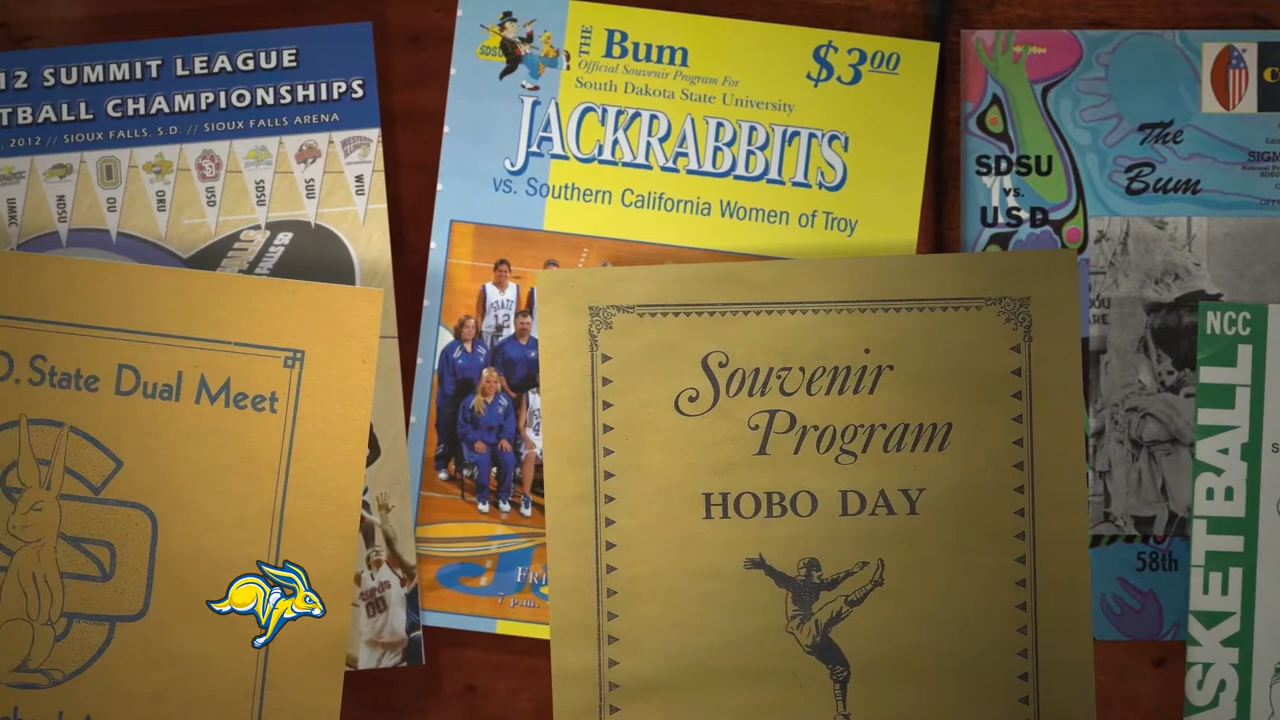 12 SUMMIT LEAGUE
TBALL CHAMPIONSHIPS
, 2012 // SIOUX FALLS, S.D. // SIOUX FALLS ARENA
UMKC
NDSU
OU
ORU
USD
SDSU
SUU
WIU
FALLS SD
D. State Dual Meet
00
SDSU
THE
Bum
$3.00
Official Souvenir Program For
South Dakota State University
JACKRABBITS
vs. Southern California Women of Troy
STATE
12
7 p.m.
Souvenir
Program
HOBO DAY
The
Bum
SDSU
vs.
USD
58th
NCC
ASKETBALL